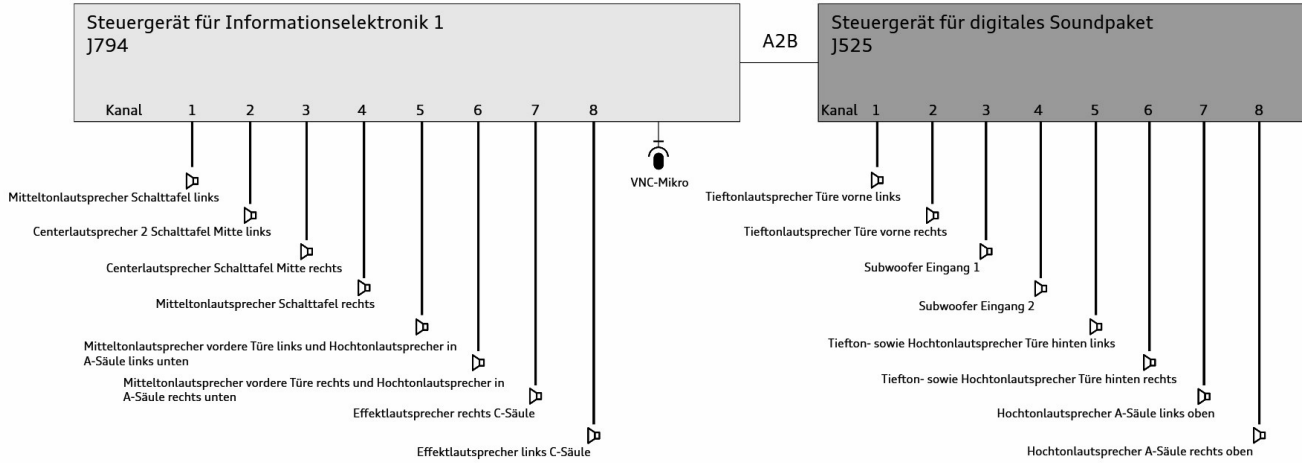 Steuergerät für Informationselektronik 1
J794
Kanal 1 2 3 4 5 6 7 8
VNC-Mikro
Mitteltonlautsprecher Schalttafel links
Centerlautsprecher 2 Schalttafel Mitte links
Centerlautsprecher Schalttafel Mitte rechts
Mitteltonlautsprecher Schalttafel rechts
Mitteltonlautsprecher vordere Türe links und Hochtonlautsprecher in
A-Säule links unten
Mitteltonlautsprecher vordere Türe rechts und Hochtonlautsprecher in
A-Säule rechts unten
Effektlautsprecher rechts C-Säule
Effektlautsprecher links C-Säule
A2B
Steuergerät für digitales Soundpaket
J525
Kanal 1 2 3 4 5 6 7 8
Tieftonlautsprecher Türe vorne links
Tieftonlautsprecher Türe vorne rechts
Subwoofer Eingang 1
Subwoofer Eingang 2
Tiefton- sowie Hochtonlautsprecher Türe hinten links
Tiefton- sowie Hochtonlautsprecher Türe hinten rechts
Hochtonlautsprecher A-Säule links oben
Hochtonlautsprecher A-Säule rechts oben